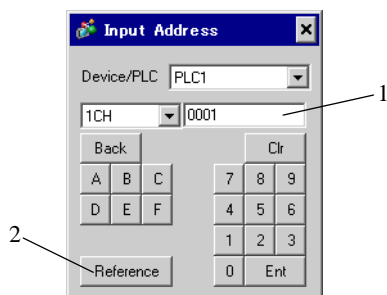 Input Address
Device/PLC PLC1
1
1CH 0001
Back Clr
A B C 7 8 9
D E F 4 5 6
2
1 2 3
Reference 0 Ent